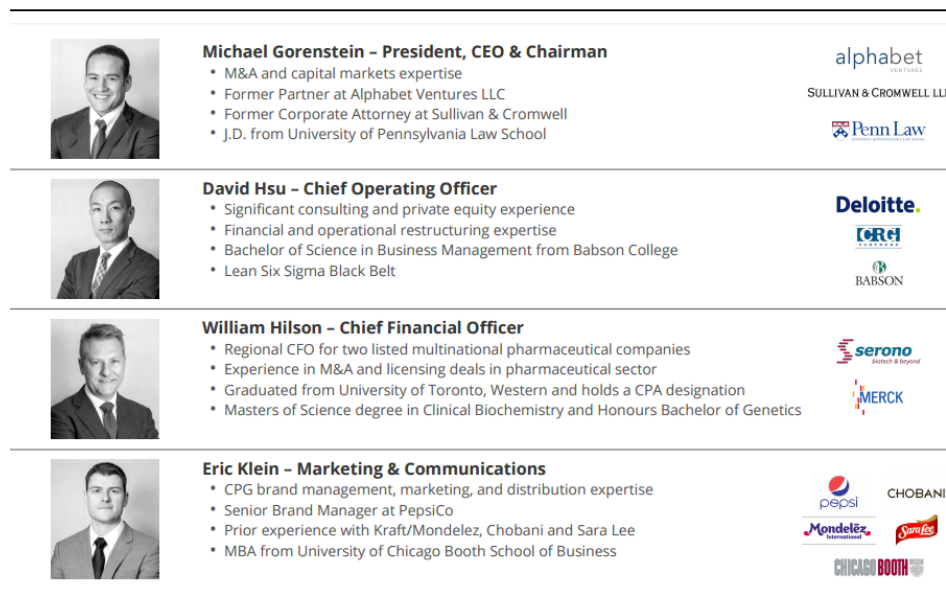 Michael Gorenstein – President, CEO & Chairman
• M&A and capital markets expertise
• Former Partner at Alphabet Ventures LLC
• Former Corporate Attorney at Sullivan & Cromwell
• J.D. from University of Pennsylvania Law School
alphabet
VENTURES
SULLIVAN & CROMWELL LL
Penn Law
David Hsu – Chief Operating Officer
• Significant consulting and private equity experience
• Financial and operational restructuring expertise
• Bachelor of Science in Business Management from Babson College
• Lean Six Sigma Black Belt
Deloitte.
CRG
PARTNERS
BABSON
William Hilson – Chief Financial Officer
• Regional CFO for two listed multinational pharmaceutical companies
• Experience in M&A and licensing deals in pharmaceutical sector
• Graduated from University of Toronto, Western and holds a CPA designation
• Masters of Science degree in Clinical Biochemistry and Honours Bachelor of Genetics
serono
biotech & beyond
MERCK
Eric Klein – Marketing & Communications
• CPG brand management, marketing, and distribution expertise
• Senior Brand Manager at PepsiCo
• Prior experience with Kraft/Mondelez, Chobani and Sara Lee
• MBA from University of Chicago Booth School of Business
pepsi
CHOBANI
Mondelēz
International
Sara Lee
CHICAGO BOOTH